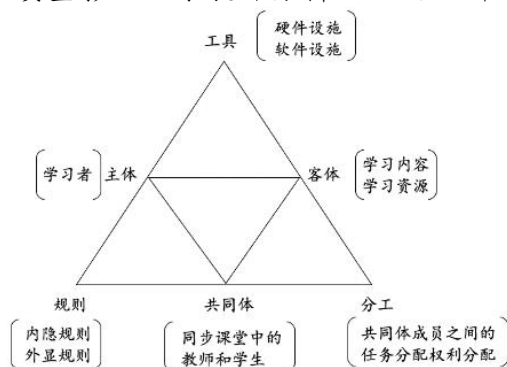 工具
硬件设施
软件设施
学习者
主体
客体
学习内容
学习资源
规则
共同体
分工
内隐规则
外显规则
同步课堂中的
教师和学生
共同体成员之间的
任务分配权利分配